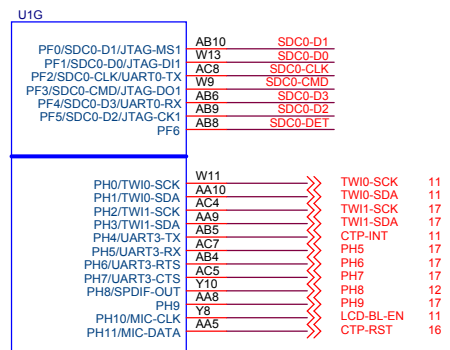 U1G
PF0/SDC0-D1/JTAG-MS1 AB10 SDC0-D1
PF1/SDC0-D0/JTAG-DI1 W13 SDC0-D0
PF2/SDC0-CLK/UART0-TX AC8 SDC0-CLK
PF3/SDC0-CMD/JTAG-DO1 W9 SDC0-CMD
PF4/SDC0-D3/UART0-RX AB6 SDC0-D3
PF5/SDC0-D2/JTAG-CK1 AB9 SDC0-D2
PF6 AB8 SDC0-DET
PH0/TWI0-SCK W11 TWI0-SCK 11
PH1/TWI0-SDA AA10 TWI0-SDA 11
PH2/TWI1-SCK AC4 TWI1-SCK 17
PH3/TWI1-SDA AA9 TWI1-SDA 17
PH4/UART3-TX AB5 CTP-INT 11
PH5/UART3-RX AC7 PH5 17
PH6/UART3-RTS AB4 PH6 17
PH7/UART3-CTS AC5 PH7 17
PH8/SPDIF-OUT Y10 PH8 12
PH9 AA8 PH9 17
PH10/MIC-CLK Y8 LCD-BL-EN 11
PH11/MIC-DATA AA5 CTP-RST 16